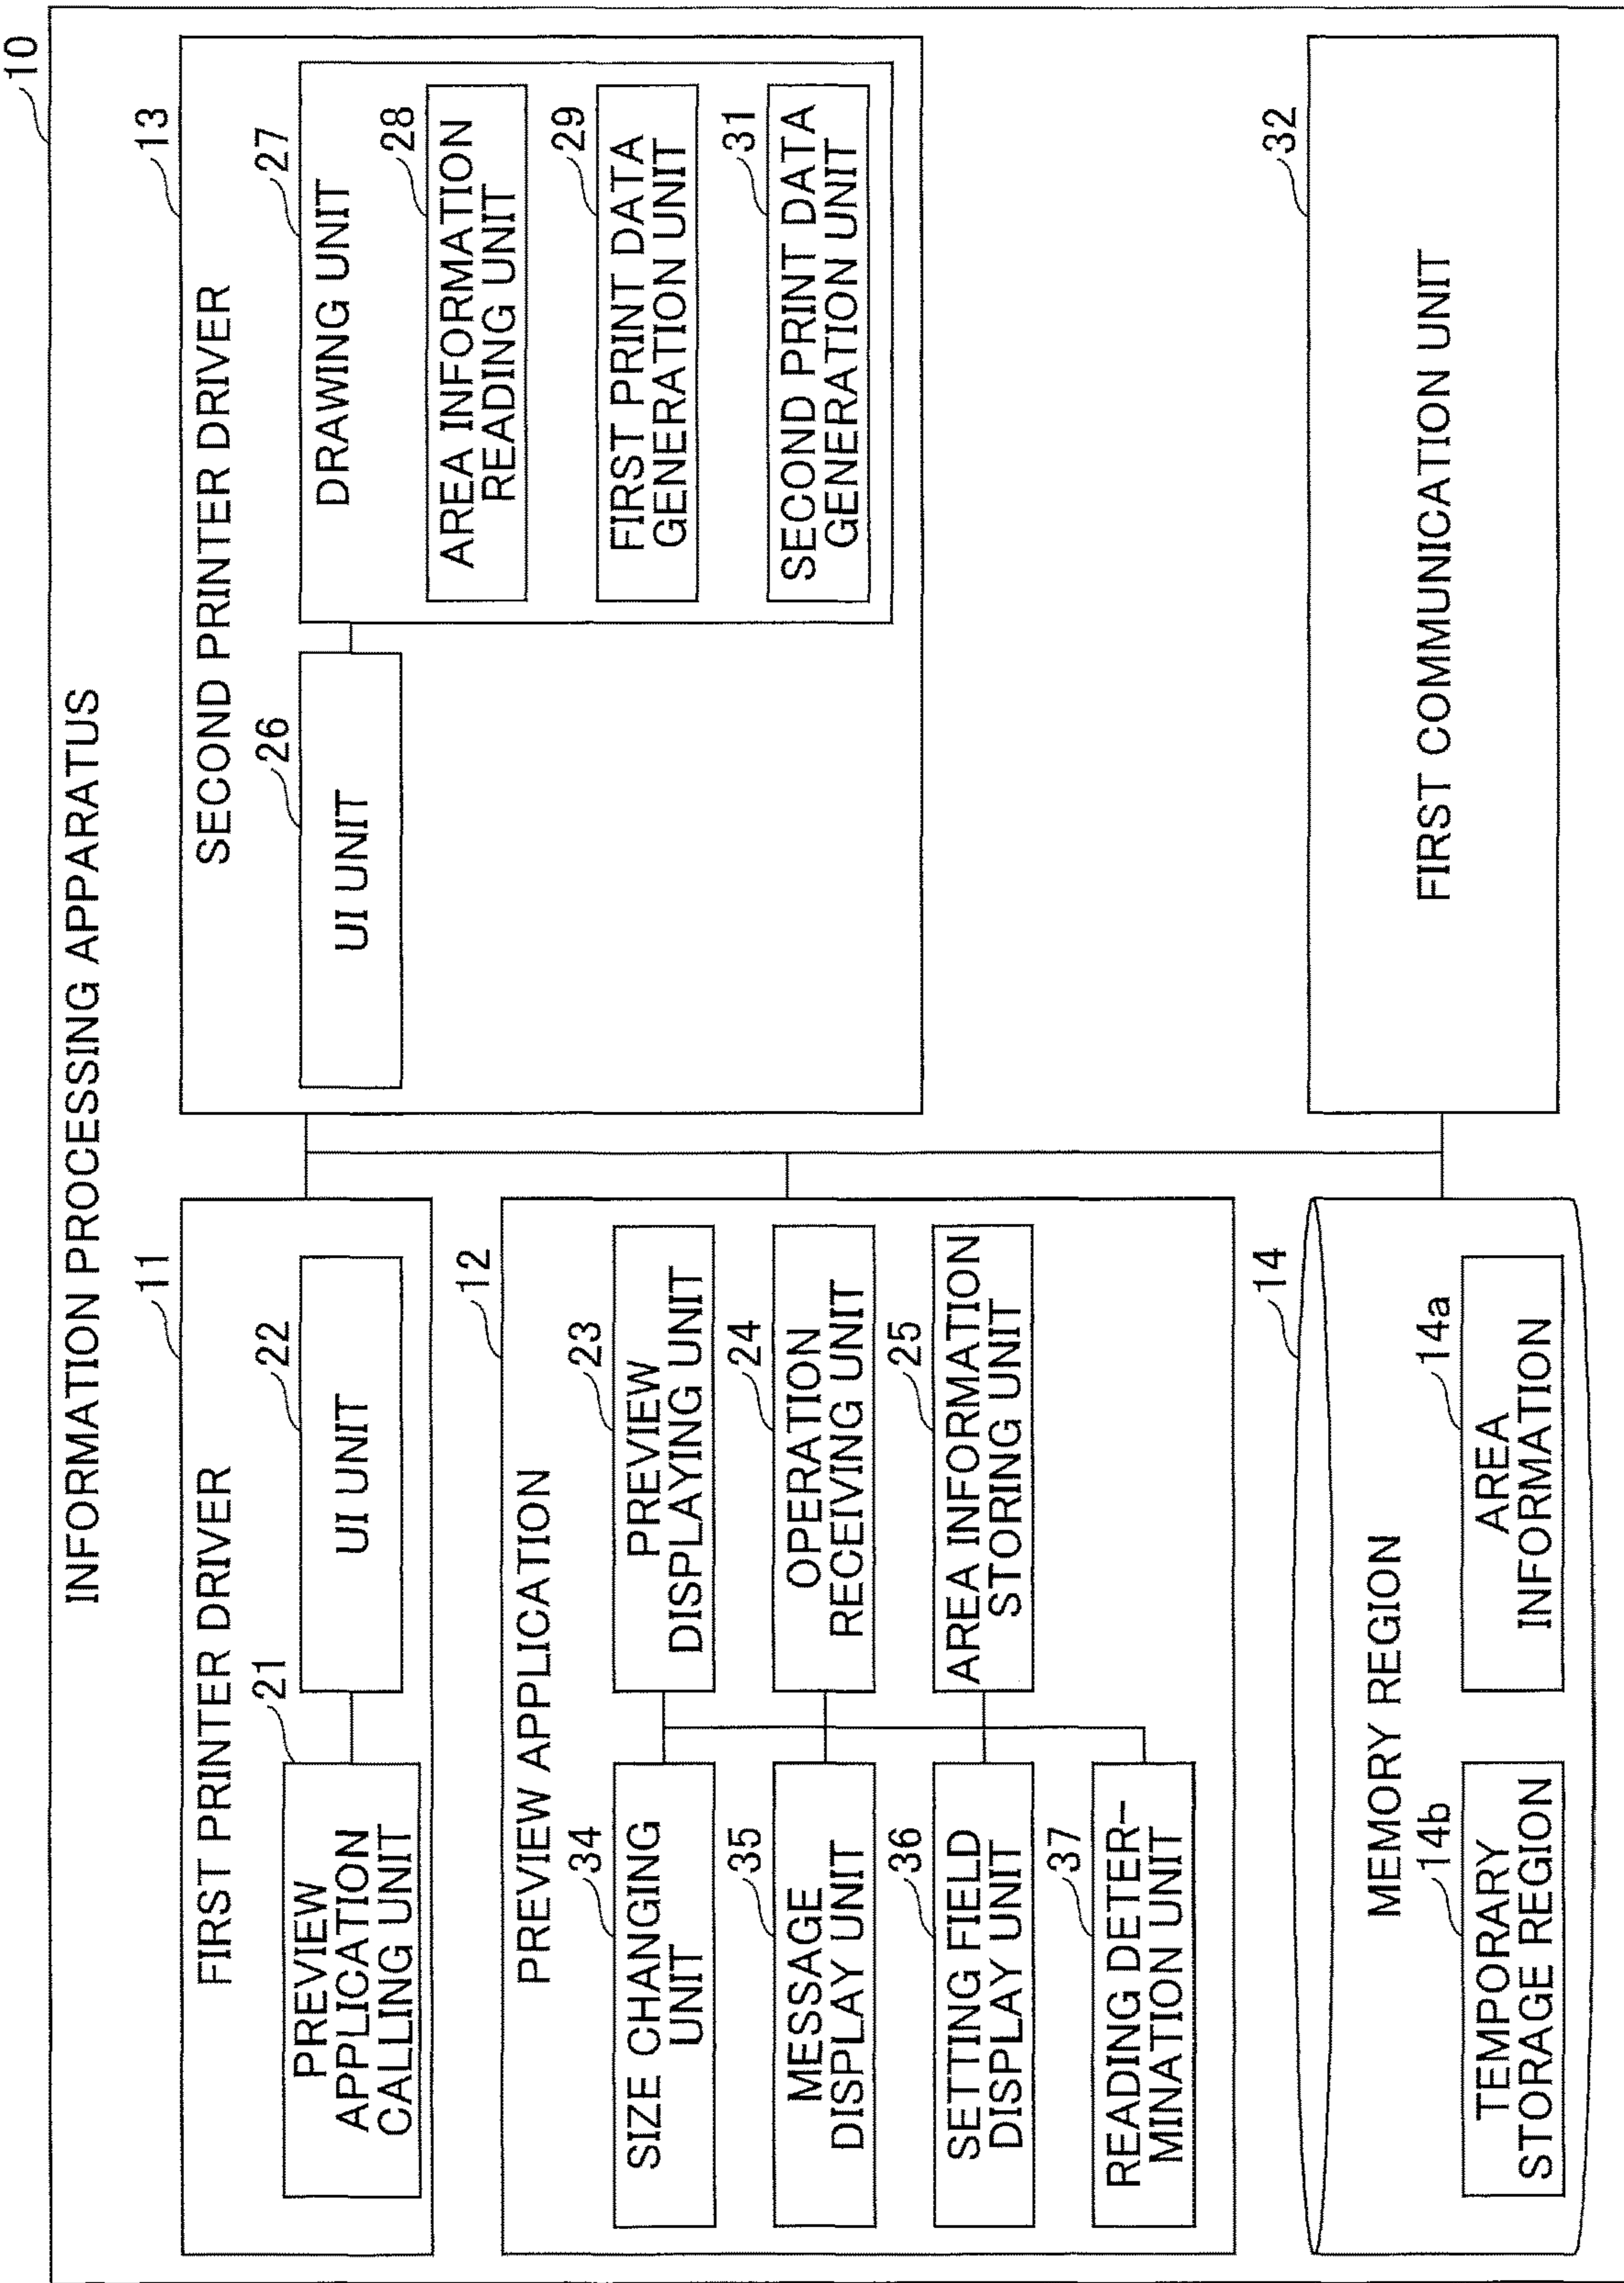 10
INFORMATION PROCESSING APPARATUS
11
FIRST PRINTER DRIVER
21
PREVIEW
APPLICATION
CALLING UNIT
22
UI UNIT
12
PREVIEW APPLICATION
34
SIZE CHANGING
UNIT
35
MESSAGE
DISPLAY UNIT
36
SETTING FIELD
DISPLAY UNIT
37
READING DETER-
MINATION UNIT
23
PREVIEW
DISPLAYING UNIT
24
OPERATION
RECEIVING UNIT
25
AREA INFORMATION
STORING UNIT
14
MEMORY REGION
14b
TEMPORARY
STORAGE REGION
14a
AREA
INFORMATION
13
SECOND PRINTER DRIVER
26
UI UNIT
27
DRAWING UNIT
28
AREA INFORMATION
READING UNIT
29
FIRST PRINT DATA
GENERATION UNIT
31
SECOND PRINT DATA
GENERATION UNIT
32
FIRST COMMUNICATION UNIT